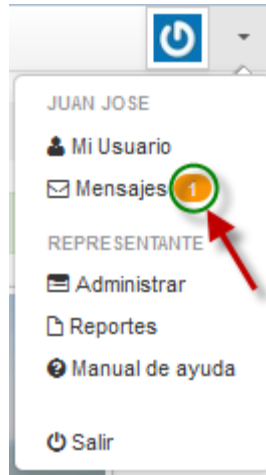 JUAN JOSE
Mi Usuario
Mensajes 1
REPRESENTANTE
Administrar
Reportes
Manual de ayuda
Salir